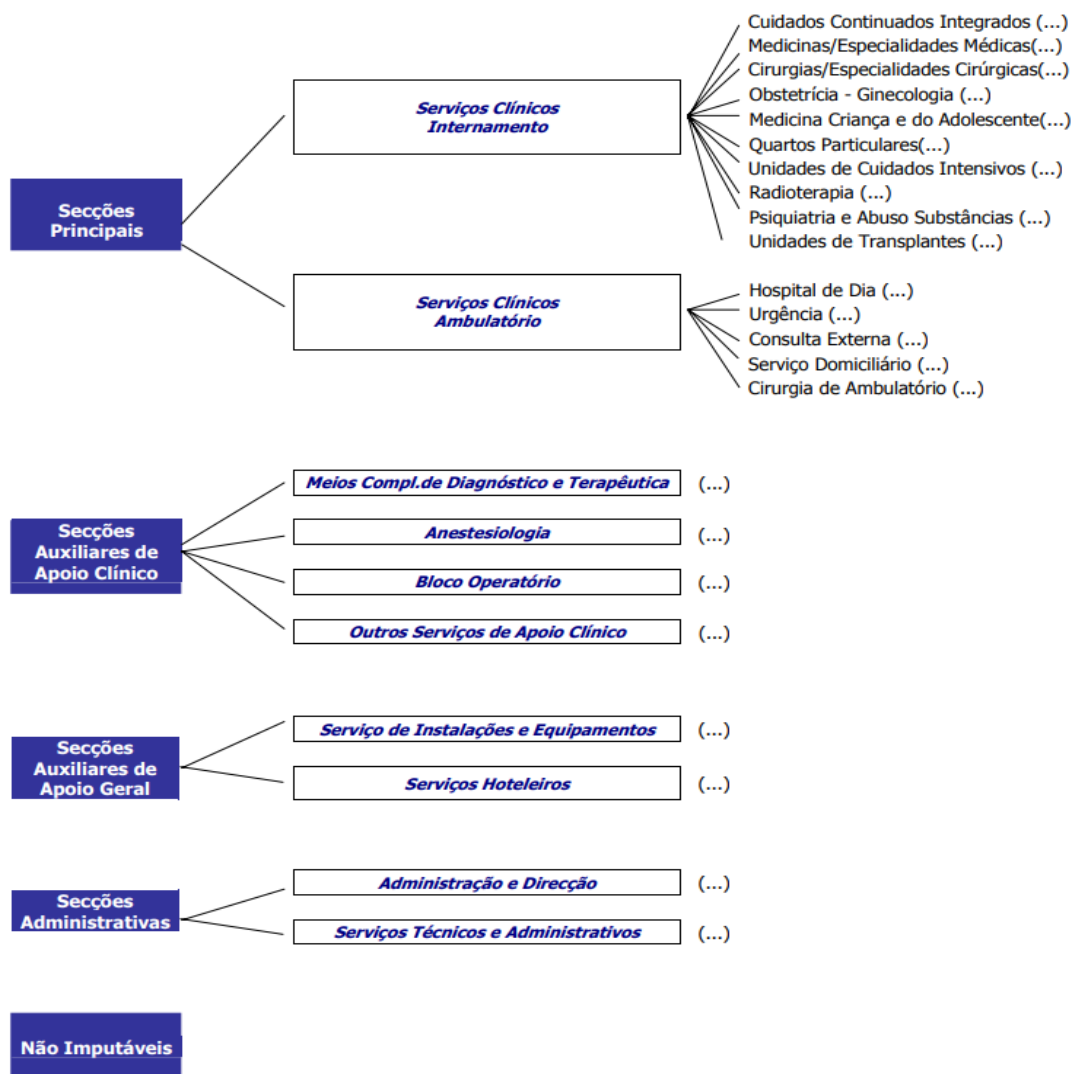 Cuidados Continuados Integrados (...)
Medicinas/Especialidades Médicas(...)
Cirurgias/Especialidades Cirúrgicas(...)
Serviços Clínicos
Internamento
Obstetrícia - Ginecologia (...)
Medicina Criança e do Adolescente(...)
Quartos Particulares(...)
Unidades de Cuidados Intensivos (...)
Radioterapia (...)
Psiquiatria e Abuso Substâncias (...)
Unidades de Transplantes (...)
Secções
Principais
Serviços Clínicos
Ambulatório
Hospital de Dia (...)
Urgência (...)
Consulta Externa (...)
Serviço Domiciliário (...)
Cirurgia de Ambulatório (...)
Secções
Auxiliares de
Apoio Clínico
Meios Compl.de Diagnóstico e Terapêutica (...)
Anestesiologia (...)
Bloco Operatório (...)
Outros Serviços de Apoio Clínico (...)
Secções
Auxiliares de
Apoio Geral
Serviço de Instalações e Equipamentos (...)
Serviços Hoteleiros (...)
Secções
Administrativas
Administração e Direcção (...)
Serviços Técnicos e Administrativos (...)
Não Imputáveis